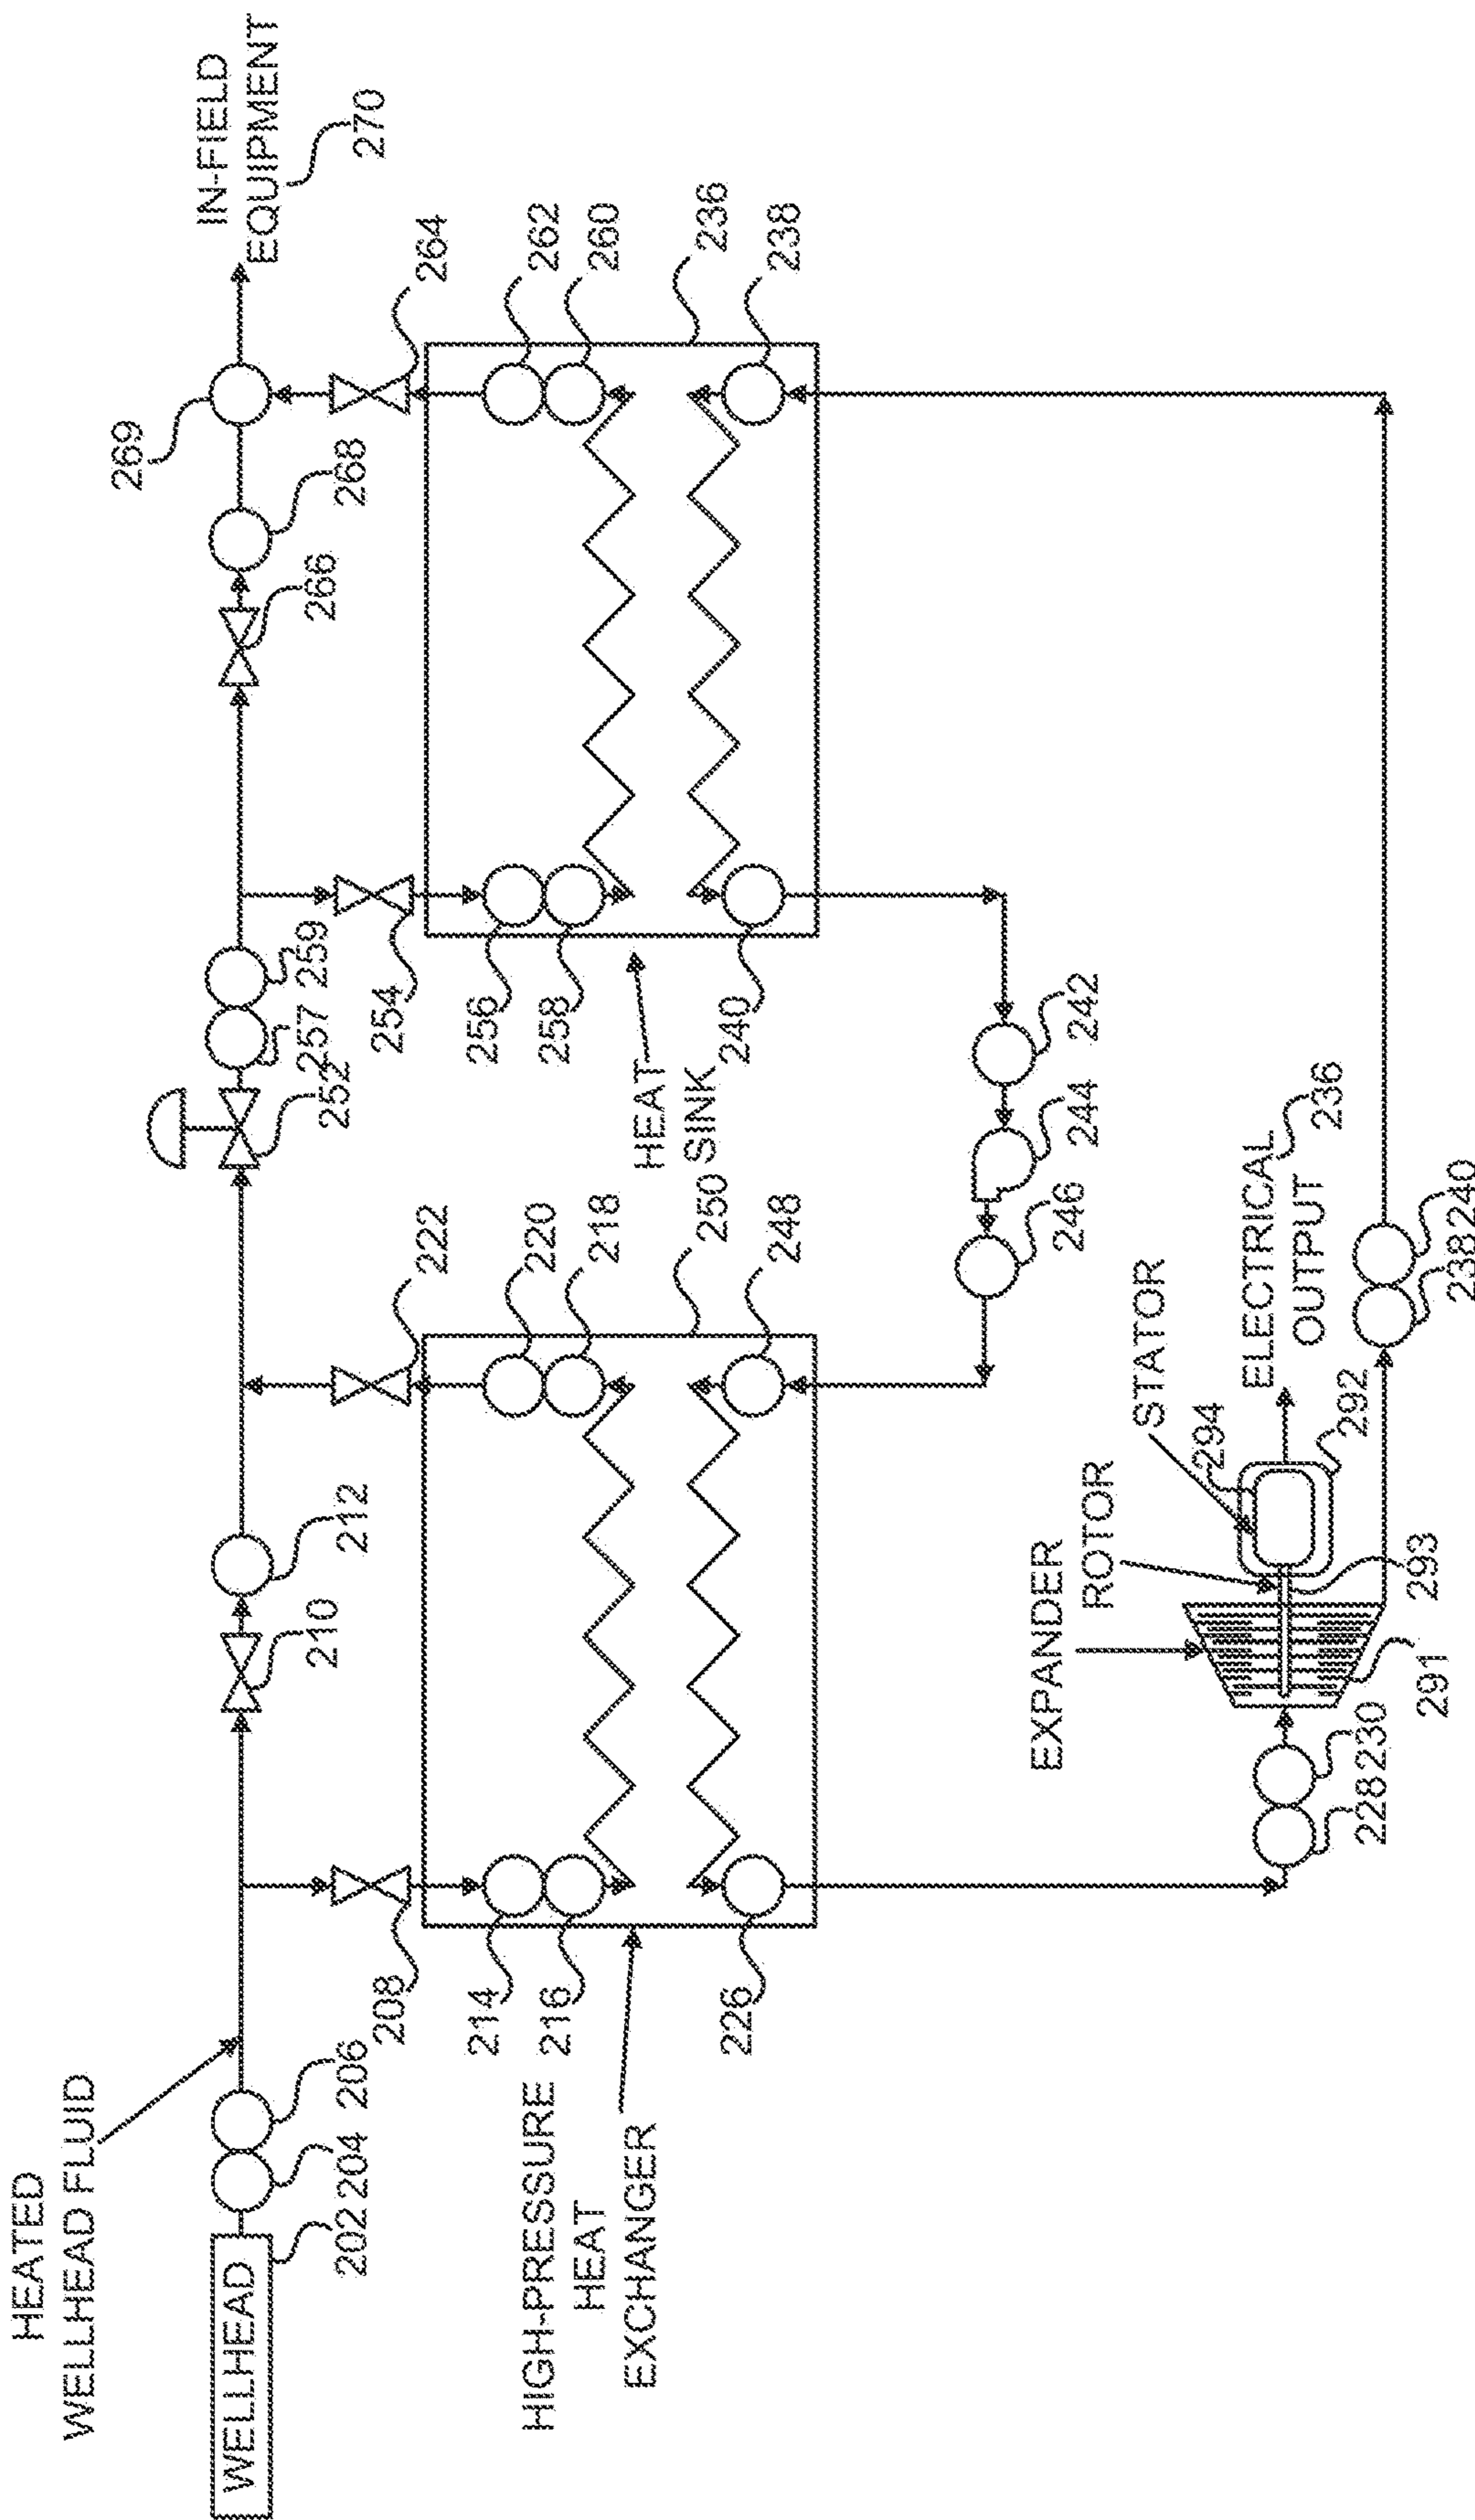 HEATED
WELLHEAD FLUID
WELLHEAD
202
204
206
208
210
212
HIGH-PRESSURE
HEAT
EXCHANGER
214
216
226
222
220
218
250
248
252
257
259
254
256
258
240
HEAT
SINK
266
268
269
264
262
260
236
238
IN-FIELD
EQUIPMENT
270
242
244
246
EXPANDER
ROTOR
STATOR
294
ELECTRICAL
OUTPUT
236
228
230
291
293
292
238
240